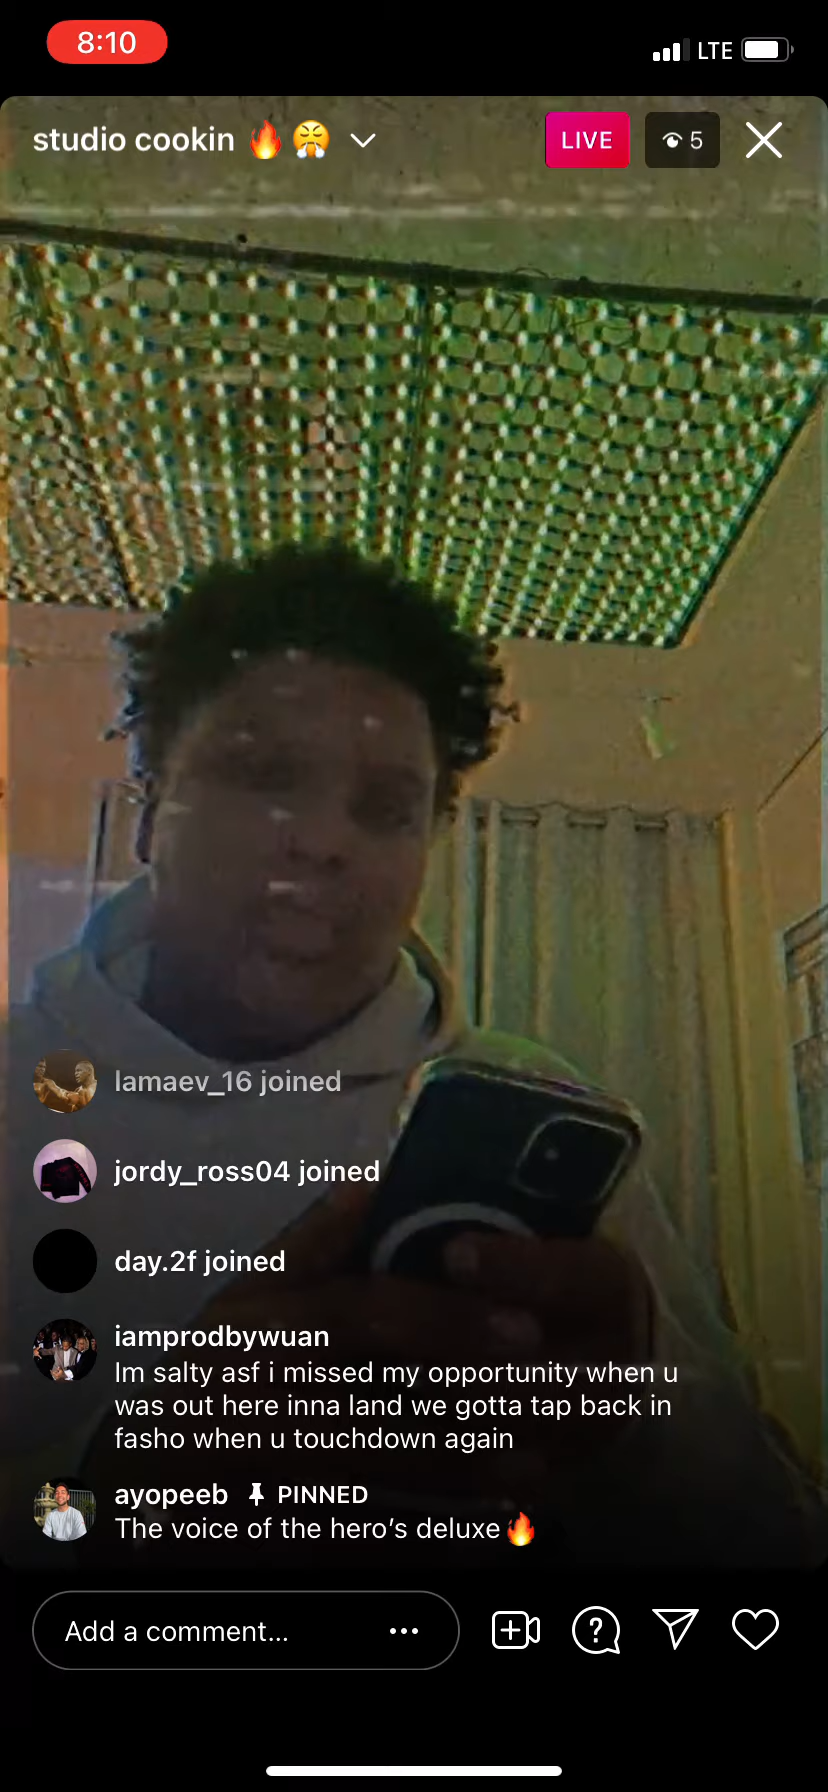 8:10
LTE
studio cookin 🔥 😤
LIVE
5
lamaev_16 joined
jordy_ross04 joined
day.2f joined
iamprodbywuan
Im salty asf i missed my opportunity when u
was out here inna land we gotta tap back in
fasho when u touchdown again
ayopeeb PINNED
The voice of the hero's deluxe🔥
Add a comment...